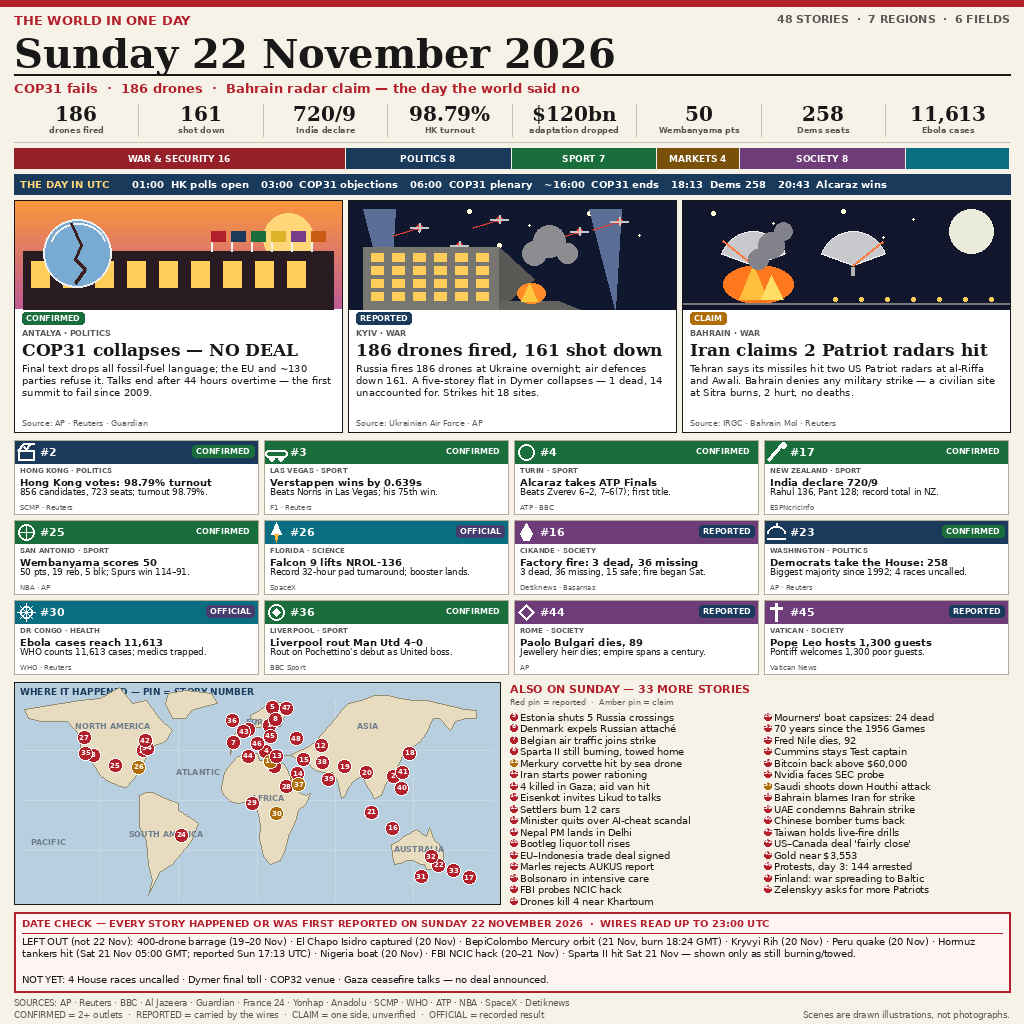 THE WORLD IN ONE DAY
48 STORIES · 7 REGIONS · 6 FIELDS
Sunday 22 November 2026
COP31 fails · 186 drones · Bahrain radar claim — the day the world said no
186
drones fired
161
shot down
720/9
India declare
98.79%
HK turnout
$120bn
adaptation dropped
50
Wembanyama pts
258
Dems seats
11,613
Ebola cases
WAR & SECURITY 16
POLITICS 8
SPORT 7
MARKETS 4
SOCIETY 8
THE DAY IN UTC 01:00 HK polls open 03:00 COP31 objections 06:00 COP31 plenary ~16:00 COP31 ends 18:13 Dems 258 20:43 Alcaraz wins
CONFIRMED
ANTALYA · POLITICS
COP31 collapses — NO DEAL
Final text drops all fossil-fuel language; the EU and ~130
parties refuse it. Talks end after 44 hours overtime — the first
summit to fail since 2009.
Source: AP · Reuters · Guardian
REPORTED
KYIV · WAR
186 drones fired, 161 shot down
Russia fires 186 drones at Ukraine overnight; air defences
down 161. A five-storey flat in Dymer collapses — 1 dead, 14
unaccounted for. Strikes hit 18 sites.
Source: Ukrainian Air Force · AP
CLAIM
BAHRAIN · WAR
Iran claims 2 Patriot radars hit
Tehran says its missiles hit two US Patriot radars at al-Riffa
and Awali. Bahrain denies any military strike — a civilian site
at Sitra burns, 2 hurt, no deaths.
Source: IRGC · Bahrain MoI · Reuters
#2 CONFIRMED
HONG KONG · POLITICS
Hong Kong votes: 98.79% turnout
856 candidates, 723 seats; turnout 98.79%.
SCMP · Reuters
#3 CONFIRMED
LAS VEGAS · SPORT
Verstappen wins by 0.639s
Beats Norris in Las Vegas; his 75th win.
F1 · Reuters
#4 CONFIRMED
TURIN · SPORT
Alcaraz takes ATP Finals
Beats Zverev 6–2, 7–6(7); first title.
ATP · BBC
#17 CONFIRMED
NEW ZEALAND · SPORT
India declare 720/9
Rahul 136, Pant 128; record total in NZ.
ESPNcricinfo
#25 CONFIRMED
SAN ANTONIO · SPORT
Wembanyama scores 50
50 pts, 19 reb, 5 blk; Spurs win 114–91.
NBA · AP
#26 OFFICIAL
FLORIDA · SCIENCE
Falcon 9 lifts NROL-136
Record 32-hour pad turnaround; booster lands.
SpaceX
#16 REPORTED
CIKANDE · SOCIETY
Factory fire: 3 dead, 36 missing
3 dead, 36 missing, 15 safe; fire began Sat.
Detiknews · Basarnas
#23 CONFIRMED
WASHINGTON · POLITICS
Democrats take the House: 258
Biggest majority since 1992; 4 races uncalled.
AP · Reuters
#30 OFFICIAL
DR CONGO · HEALTH
Ebola cases reach 11,613
WHO counts 11,613 cases; medics trapped.
WHO · Reuters
#36 CONFIRMED
LIVERPOOL · SPORT
Liverpool rout Man Utd 4–0
Rout on Pochettino's debut as United boss.
BBC Sport
#44 REPORTED
ROME · SOCIETY
Paolo Bulgari dies, 89
Jewellery heir dies; empire spans a century.
AP
#45 REPORTED
VATICAN · SOCIETY
Pope Leo hosts 1,300 guests
Pontiff welcomes 1,300 poor guests.
Vatican News
WHERE IT HAPPENED — PIN = STORY NUMBER
NORTH AMERICA
ASIA
ATLANTIC
AFRICA
SOUTH AMERICA
PACIFIC
AUSTRALIA
5 47 8 36 43 45 7 46 48 12 44 13 15 38 14 39 28 37 29 30 19 20 18 41 40 21 16 32 22 31 33 17 27 35 42 25 26 24
ALSO ON SUNDAY — 33 MORE STORIES
Red pin = reported · Amber pin = claim
Estonia shuts 5 Russia crossings
Denmark expels Russian attaché
Belgian air traffic joins strike
Sparta II still burning, towed home
Merkury corvette hit by sea drone
Iran starts power rationing
4 killed in Gaza; aid van hit
Eisenkot invites Likud to talks
Settlers burn 12 cars
Minister quits over AI-cheat scandal
Nepal PM lands in Delhi
Bootleg liquor toll rises
EU–Indonesia trade deal signed
Marles rejects AUKUS report
Bolsonaro in intensive care
FBI probes NCIC hack
Drones kill 4 near Khartoum
Mourners' boat capsizes: 24 dead
70 years since the 1956 Games
Fred Nile dies, 92
Cummins stays Test captain
Bitcoin back above $60,000
Nvidia faces SEC probe
Saudi shoots down Houthi attack
Bahrain blames Iran for strike
UAE condemns Bahrain strike
Chinese bomber turns back
Taiwan holds live-fire drills
US–Canada deal 'fairly close'
Gold near $3,553
Protests, day 3: 144 arrested
Finland: war spreading to Baltic
Zelenskyy asks for more Patriots
DATE CHECK — EVERY STORY HAPPENED OR WAS FIRST REPORTED ON SUNDAY 22 NOVEMBER 2026 · WIRES READ UP TO 23:00 UTC
LEFT OUT (not 22 Nov): 400-drone barrage (19–20 Nov) · El Chapo Isidro captured (20 Nov) · BepiColombo Mercury orbit (21 Nov, burn 18:24 GMT) · Kryvyi Rih (20 Nov) · Peru quake (20 Nov) · Hormuz
tankers hit (Sat 21 Nov 05:00 GMT; reported Sun 17:13 UTC) · Nigeria boat (20 Nov) · FBI NCIC hack (20–21 Nov) · Sparta II hit Sat 21 Nov — shown only as still burning/towed.
NOT YET: 4 House races uncalled · Dymer final toll · COP32 venue · Gaza ceasefire talks — no deal announced.
SOURCES: AP · Reuters · BBC · Al Jazeera · Guardian · France 24 · Yonhap · Anadolu · SCMP · WHO · ATP · NBA · SpaceX · Detiknews
CONFIRMED = 2+ outlets · REPORTED = carried by the wires · CLAIM = one side, unverified · OFFICIAL = recorded result
Scenes are drawn illustrations, not photographs.